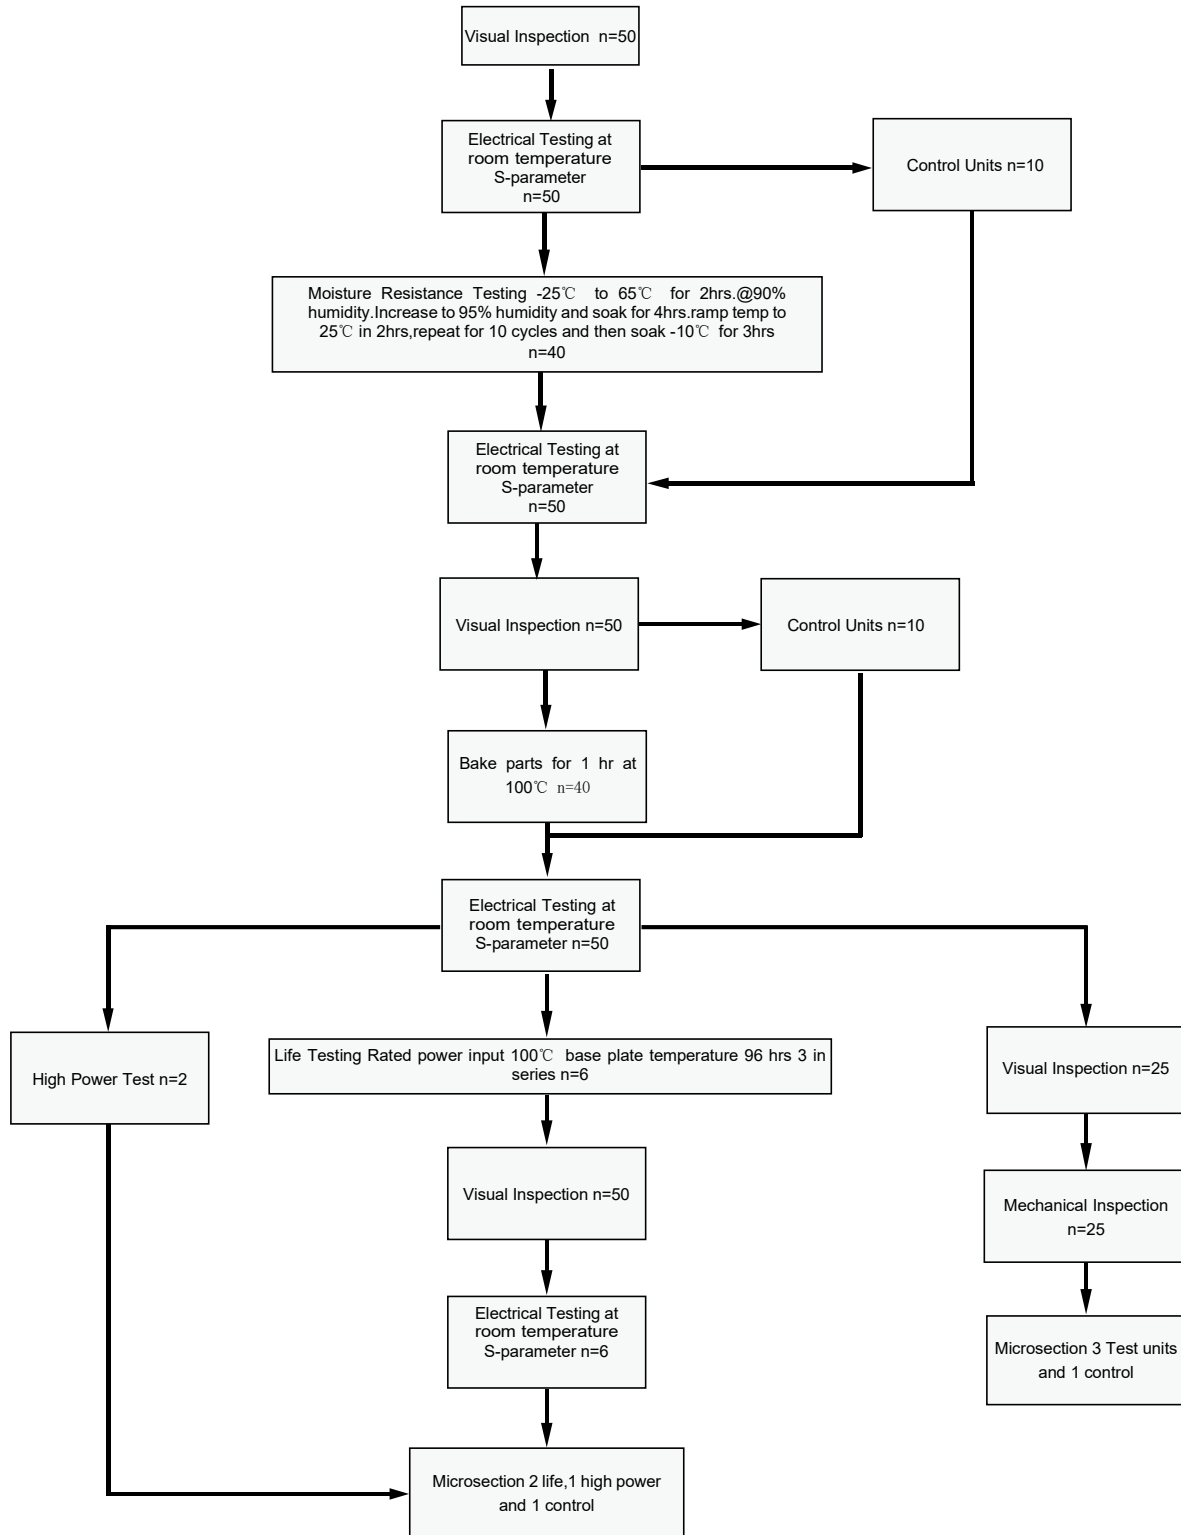 Visual Inspection n=50
Electrical Testing at
room temperature
S-parameter
n=50
Control Units n=10
Moisture Resistance Testing -25℃ to 65℃ for 2hrs.@90%
humidity.Increase to 95% humidity and soak for 4hrs.ramp temp to
25℃ in 2hrs,repeat for 10 cycles and then soak -10℃ for 3hrs
n=40
Electrical Testing at
room temperature
S-parameter
n=50
Visual Inspection n=50
Control Units n=10
Bake parts for 1 hr at
100℃ n=40
Electrical Testing at
room temperature
S-parameter n=50
High Power Test n=2
Life Testing Rated power input 100℃ base plate temperature 96 hrs 3 in
series n=6
Visual Inspection n=25
Visual Inspection n=50
Mechanical Inspection
n=25
Electrical Testing at
room temperature
S-parameter n=6
Microsection 3 Test units
and 1 control
Microsection 2 life,1 high power
and 1 control